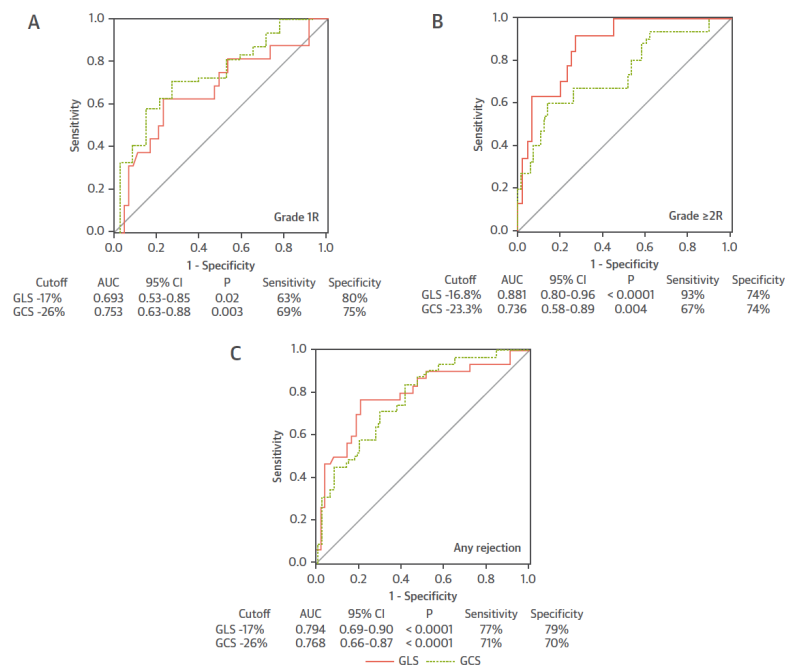 A
Sensitivity
1.0
0.8
0.6
0.4
0.2
0.0
Grade 1R
0.0 0.2 0.4 0.6 0.8 1.0
1 - Specificity
Cutoff AUC 95% CI P Sensitivity Specificity
GLS -17% 0.693 0.53-0.85 0.02 63% 80%
GCS -26% 0.753 0.63-0.88 0.003 69% 75%
B
Sensitivity
1.0
0.8
0.6
0.4
0.2
0.0
Grade ≥2R
0.0 0.2 0.4 0.6 0.8 1.0
1 - Specificity
Cutoff AUC 95% CI P Sensitivity Specificity
GLS -16.8% 0.881 0.80-0.96 < 0.0001 93% 74%
GCS -23.3% 0.736 0.58-0.89 0.004 67% 74%
C
Sensitivity
1.0
0.8
0.6
0.4
0.2
0.0
Any rejection
0.0 0.2 0.4 0.6 0.8 1.0
1 - Specificity
Cutoff AUC 95% CI P Sensitivity Specificity
GLS -17% 0.794 0.69-0.90 < 0.0001 77% 79%
GCS -26% 0.768 0.66-0.87 < 0.0001 71% 70%
GLS GCS